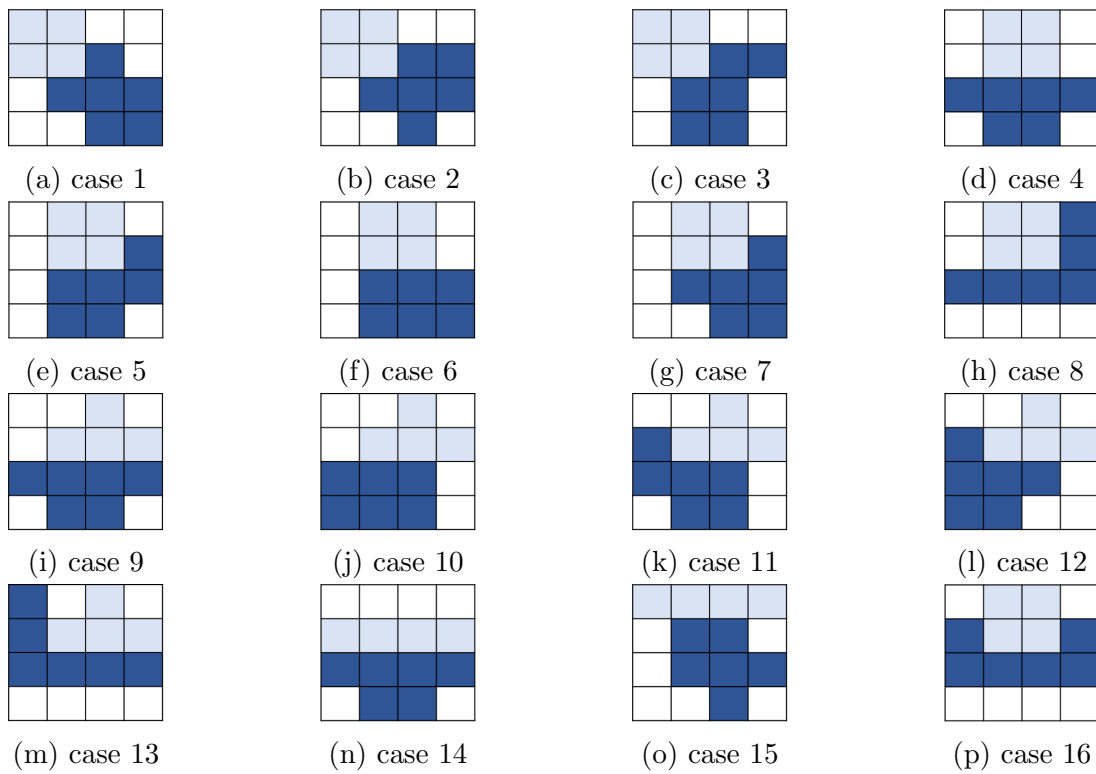 (a) case 1
(b) case 2
(c) case 3
(d) case 4
(e) case 5
(f) case 6
(g) case 7
(h) case 8
(i) case 9
(j) case 10
(k) case 11
(l) case 12
(m) case 13
(n) case 14
(o) case 15
(p) case 16